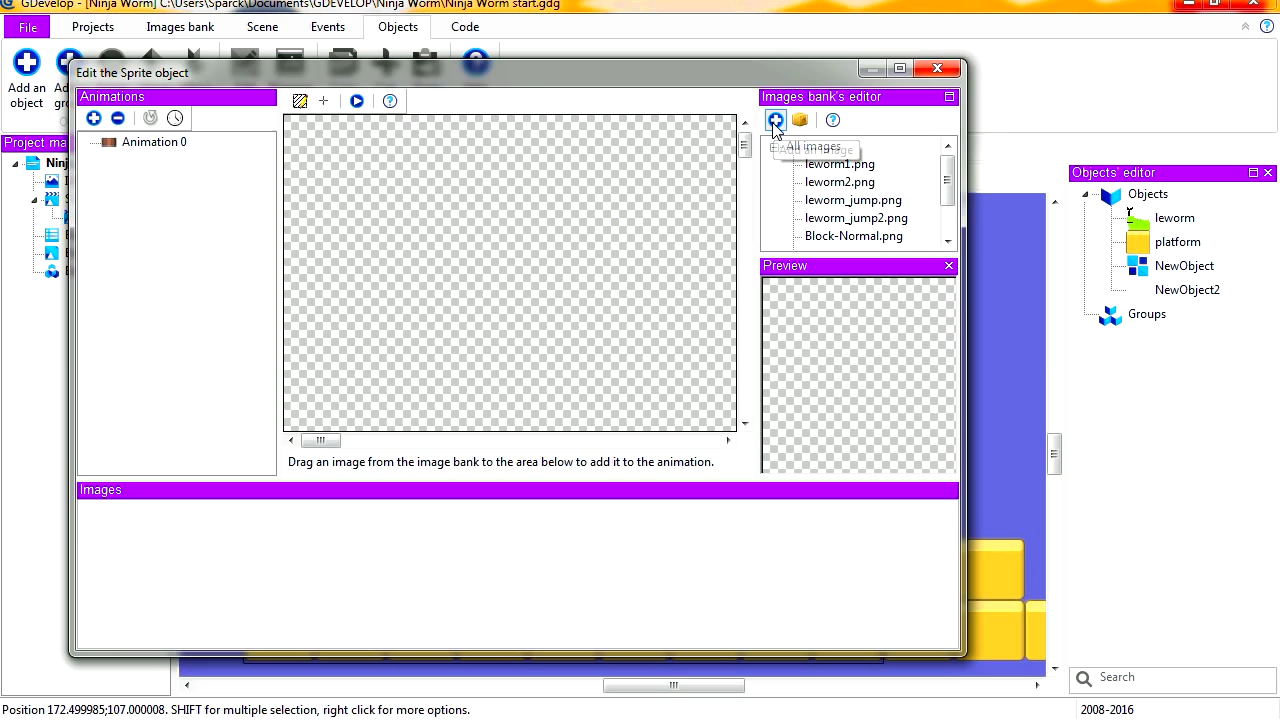 GDevelop - [Ninja Worm] C:\Users\Sparck\Documents\GDEVELOP\Ninja Worm\Ninja Worm start.gdg
File Projects Images bank Scene Events Objects Code
Add an
object
Edit the Sprite object
Animations
Animation 0
Images bank's editor
All images
Add an image
leworm1.png
leworm2.png
leworm_jump.png
leworm_jump2.png
Block-Normal.png
Preview
Drag an image from the image bank to the area below to add it to the animation.
Images
Objects' editor
Objects
leworm
platform
NewObject
NewObject2
Groups
Search
Position 172.499985;107.000008. SHIFT for multiple selection, right click for more options.
2008-2016